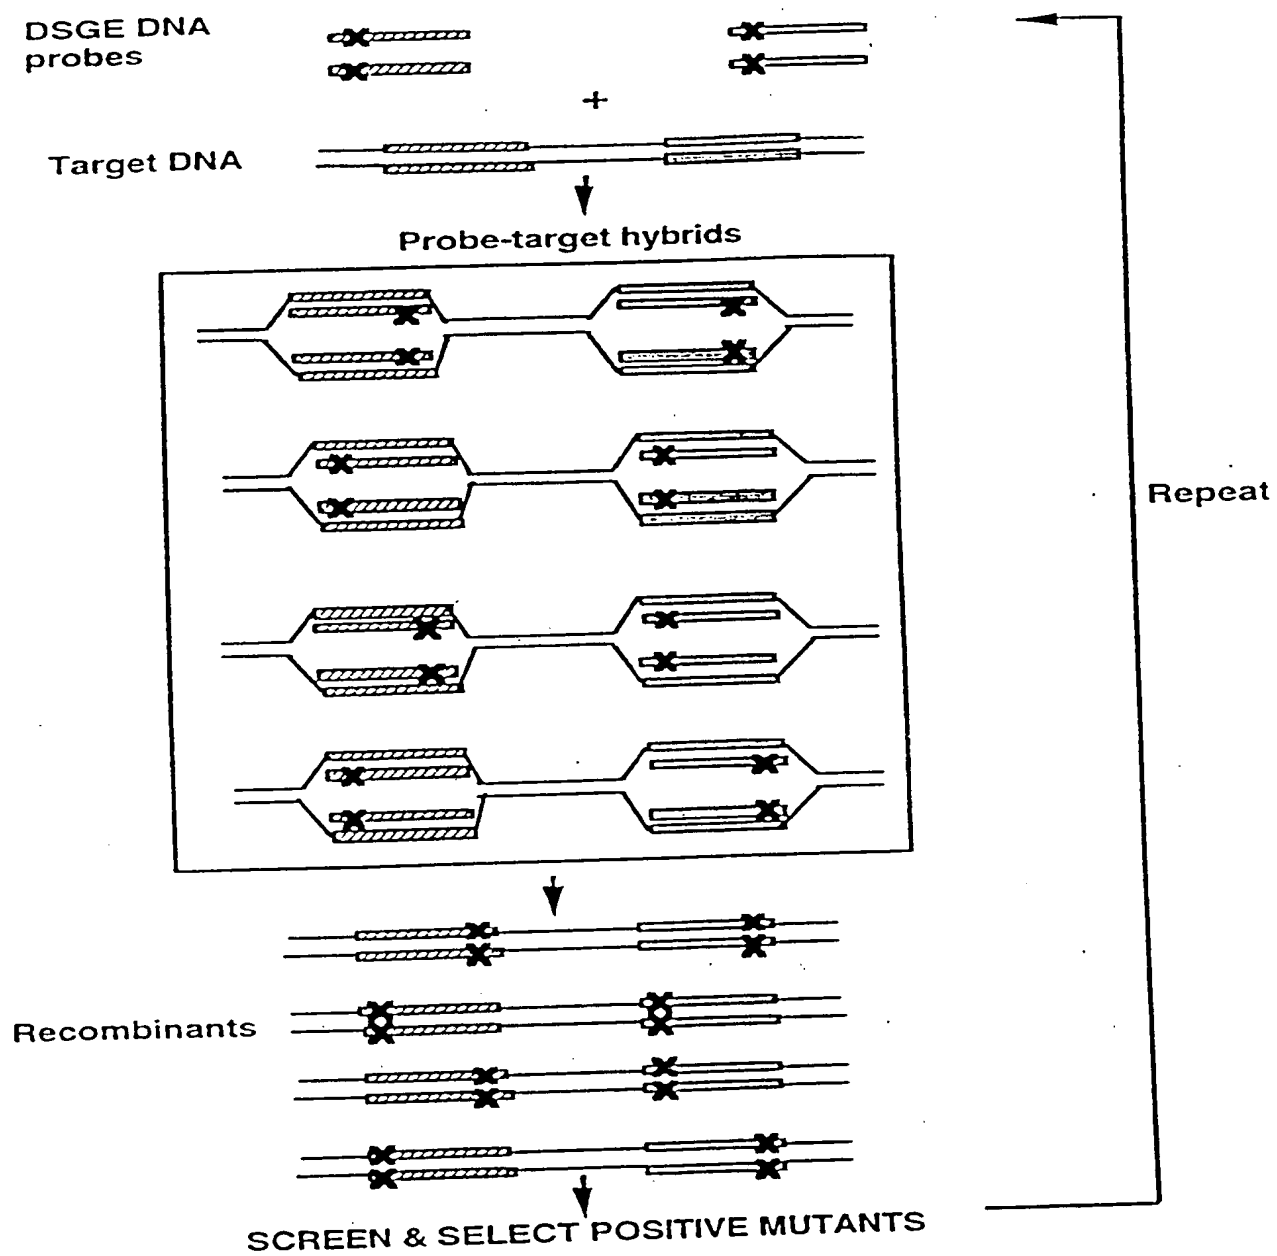 DSGE DNA
probes
+
Target DNA
Probe-target hybrids
Repeat
Recombinants
SCREEN & SELECT POSITIVE MUTANTS